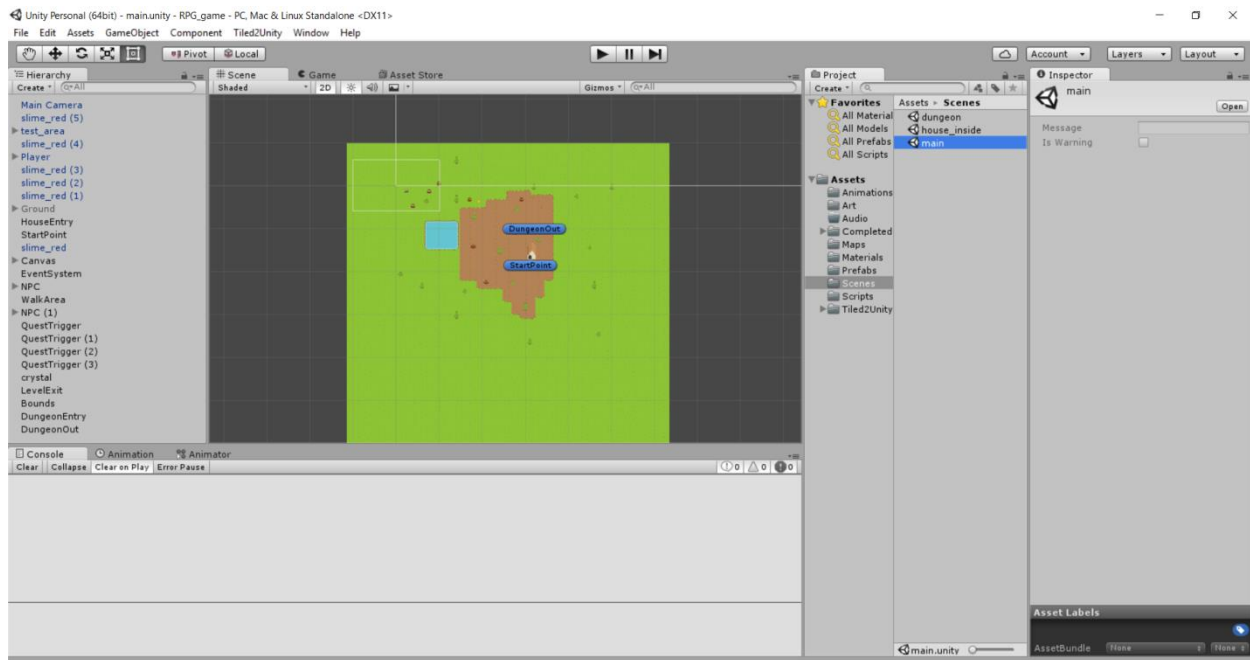 Unity Personal (64bit) - main.unity - RPG_game - PC, Mac & Linux Standalone <DX11>
File Edit Assets GameObject Component Tiled2Unity Window Help
Pivot Local Account Layers Layout
Hierarchy
Create All
Main Camera
slime_red (5)
test_area
slime_red (4)
Player
slime_red (3)
slime_red (2)
slime_red (1)
Ground
HouseEntry
StartPoint
slime_red
Canvas
EventSystem
NPC
WalkArea
NPC (1)
QuestTrigger
QuestTrigger (1)
QuestTrigger (2)
QuestTrigger (3)
crystal
LevelExit
Bounds
DungeonEntry
DungeonOut
Scene Game Asset Store
Shaded 2D Gizmos All
DungeonOut
StartPoint
Console Animation Animator
Clear Collapse Clear on Play Error Pause 0 0 0
Project
Create
Favorites
All Material
All Models
All Prefabs
All Scripts
Assets
Animations
Art
Audio
Completed
Maps
Materials
Prefabs
Scenes
Scripts
Tiled2Unity
Assets Scenes
dungeon
house_inside
main
main.unity
Inspector
main
Open
Message
Is Warning
Asset Labels
AssetBundle None None